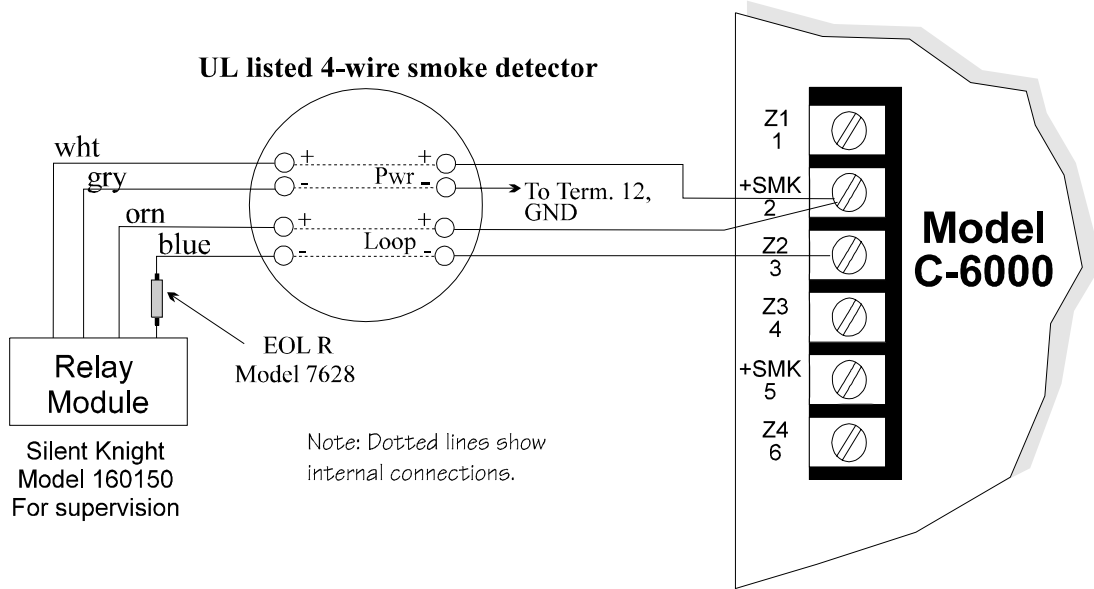 UL listed 4-wire smoke detector
wht
gry
orn
blue
+ +
- Pwr -
+ +
- Loop -
To Term. 12,
GND
EOL R
Model 7628
Relay
Module
Silent Knight
Model 160150
For supervision
Note: Dotted lines show
internal connections.
Z1
1
+SMK
2
Z2
3
Z3
4
+SMK
5
Z4
6
Model
C-6000